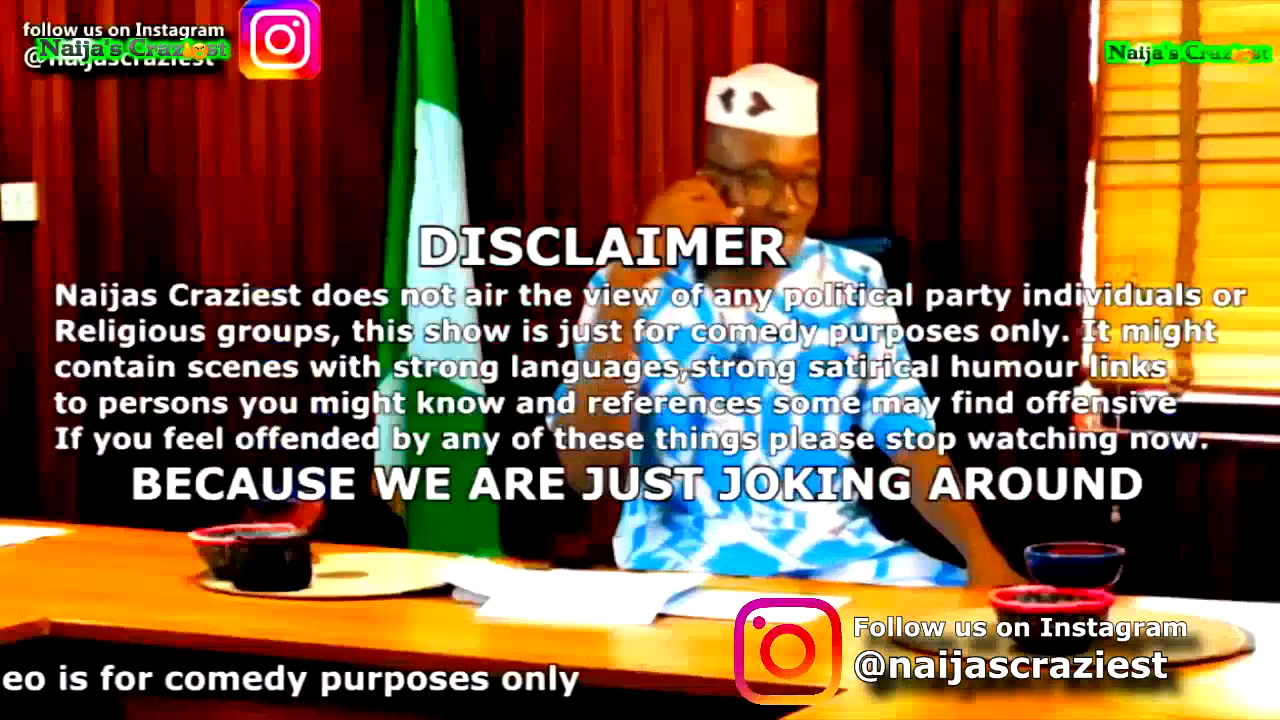 follow us on Instagram
Naija's Craziest
@naijascraziest
Naija's Craziest
DISCLAIMER
Naijas Craziest does not air the view of any political party individuals or
Religious groups, this show is just for comedy purposes only. It might
contain scenes with strong languages,strong satirical humour links
to persons you might know and references some may find offensive
If you feel offended by any of these things please stop watching now.
BECAUSE WE ARE JUST JOKING AROUND
Follow us on Instagram
@naijascraziest
eo is for comedy purposes only